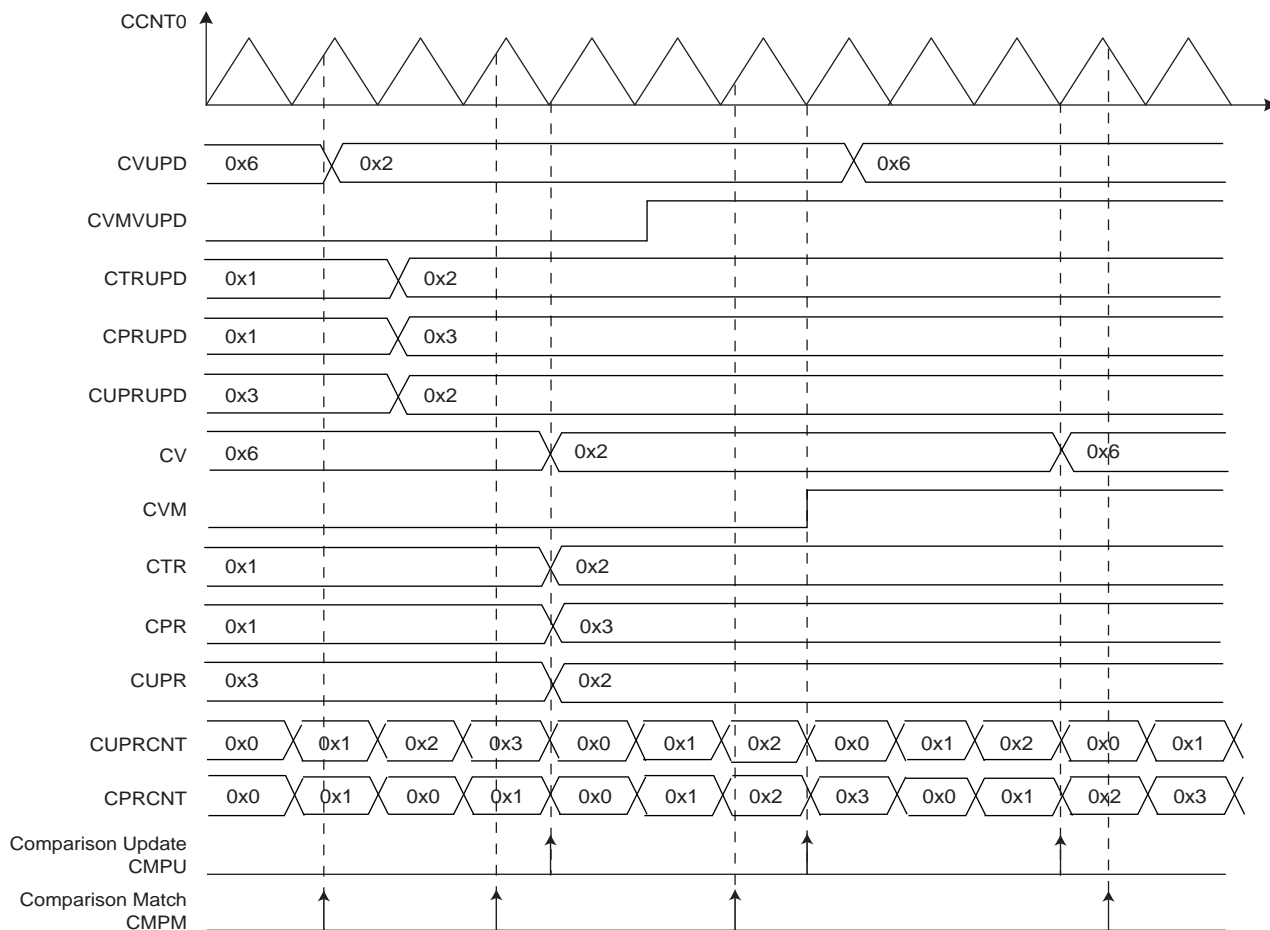 CCNT0
CVUPD 0x6 0x2 0x6
CVMVUPD
CTRUPD 0x1 0x2
CPRUPD 0x1 0x3
CUPRUPD 0x3 0x2
CV 0x6 0x2 0x6
CVM
CTR 0x1 0x2
CPR 0x1 0x3
CUPR 0x3 0x2
CUPRCNT 0x0 0x1 0x2 0x3 0x0 0x1 0x2 0x0 0x1 0x2 0x0 0x1
CPRCNT 0x0 0x1 0x0 0x1 0x0 0x1 0x2 0x3 0x0 0x1 0x2 0x3
Comparison Update
CMPU
Comparison Match
CMPM